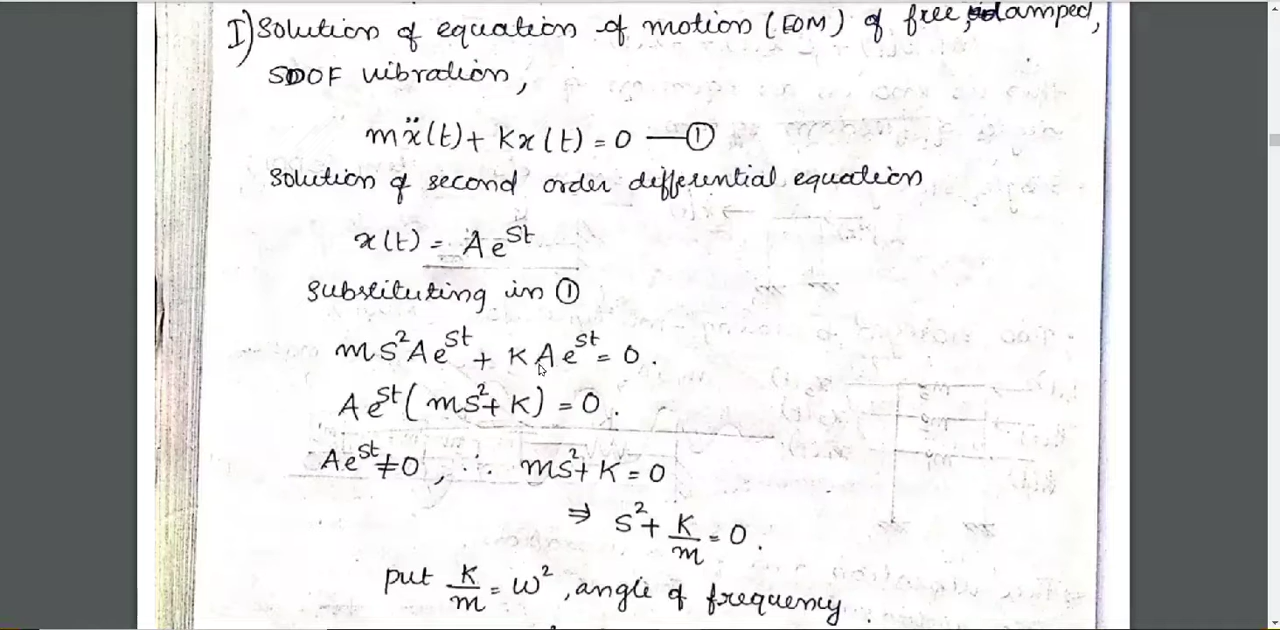 I) Solution of equation of motion (EOM) of free, damped,
SDOF vibration,
mẍ(t) + Kx(t) = 0 — ①
Solution of second order differential equation
x(t) = Ae^St
substituting in ①
mS²Ae^St + KAe^St = 0.
Ae^St (mS² + K) = 0.
Ae^St ≠ 0, ∴ mS² + K = 0
⇒ S² + K/m = 0.
put K/m = ω², angle of frequency.